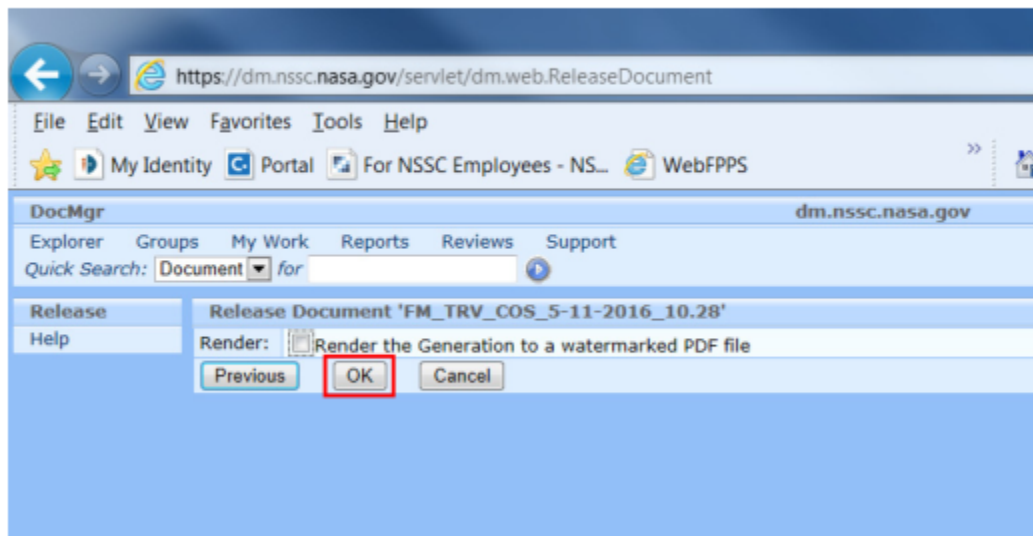 https://dm.nssc.nasa.gov/servlet/dm.web.ReleaseDocument
File Edit View Favorites Tools Help
My Identity Portal For NSSC Employees - NS... WebFPPS »
DocMgr dm.nssc.nasa.gov
Explorer Groups My Work Reports Reviews Support
Quick Search: Document for
Release Release Document 'FM_TRV_COS_5-11-2016_10.28'
Help Render: Render the Generation to a watermarked PDF file
Previous OK Cancel